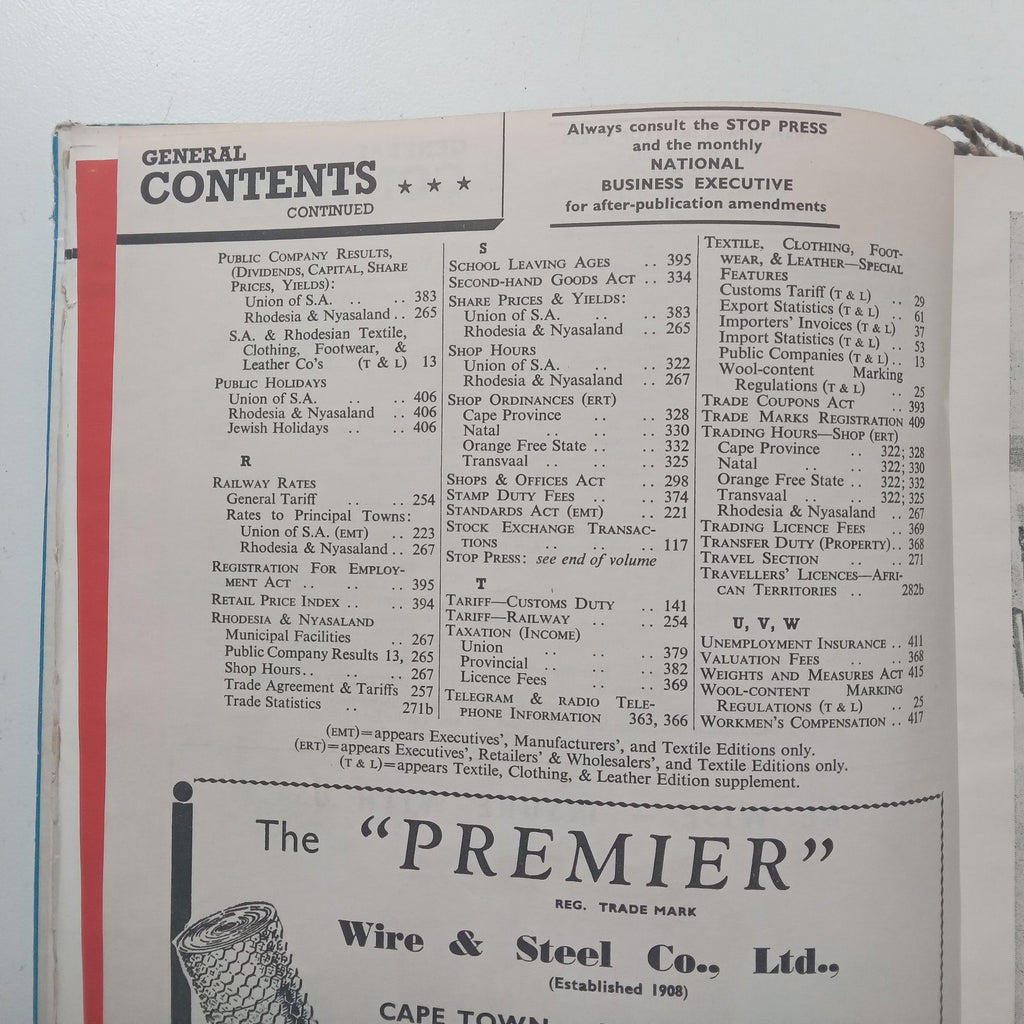 GENERAL
CONTENTS ★ ★ ★
CONTINUED
Always consult the STOP PRESS
and the monthly
NATIONAL
BUSINESS EXECUTIVE
for after-publication amendments
PUBLIC COMPANY RESULTS,
(DIVIDENDS, CAPITAL, SHARE
PRICES, YIELDS):
Union of S.A. .. .. 383
Rhodesia & Nyasaland .. 265
S.A. & Rhodesian Textile,
Clothing, Footwear, &
Leather Co's (T & L) 13
PUBLIC HOLIDAYS
Union of S.A. .. .. 406
Rhodesia & Nyasaland .. 406
Jewish Holidays .. .. 406
R
RAILWAY RATES
General Tariff .. .. 254
Rates to Principal Towns:
Union of S.A. (EMT) .. 223
Rhodesia & Nyasaland .. 267
REGISTRATION FOR EMPLOY-
MENT ACT .. .. .. 395
RETAIL PRICE INDEX .. .. 394
RHODESIA & NYASALAND
Municipal Facilities .. 267
Public Company Results 13, 265
Shop Hours .. .. 267
Trade Agreement & Tariffs 257
Trade Statistics .. 271b
S
SCHOOL LEAVING AGES .. 395
SECOND-HAND GOODS ACT .. 334
SHARE PRICES & YIELDS:
Union of S.A. .. .. 383
Rhodesia & Nyasaland .. 265
SHOP HOURS
Union of S.A. .. .. 322
Rhodesia & Nyasaland .. 267
SHOP ORDINANCES (ERT)
Cape Province .. .. 328
Natal .. .. .. 330
Orange Free State .. .. 332
Transvaal .. .. .. 325
SHOPS & OFFICES ACT .. 298
STAMP DUTY FEES .. .. 374
STANDARDS ACT (EMT) .. 221
STOCK EXCHANGE TRANSAC-
TIONS .. .. .. 117
STOP PRESS: see end of volume
T
TARIFF—CUSTOMS DUTY .. 141
TARIFF—RAILWAY .. .. 254
TAXATION (INCOME)
Union .. .. .. 379
Provincial .. .. .. 382
Licence Fees .. .. 369
TELEGRAM & RADIO TELE-
PHONE INFORMATION 363, 366
TEXTILE, CLOTHING, FOOT-
WEAR, & LEATHER—SPECIAL
FEATURES
Customs Tariff (T & L) .. 29
Export Statistics (T & L) .. 61
Importers' Invoices (T & L) 37
Import Statistics (T & L) .. 53
Public Companies (T & L) .. 13
Wool-content Marking
Regulations (T & L) .. 25
TRADE COUPONS ACT .. 393
TRADE MARKS REGISTRATION 409
TRADING HOURS—SHOP (ERT)
Cape Province .. 322; 328
Natal .. .. 322; 330
Orange Free State .. 322; 332
Transvaal .. .. 322; 325
Rhodesia & Nyasaland .. 267
TRADING LICENCE FEES .. 369
TRANSFER DUTY (PROPERTY) .. 368
TRAVEL SECTION .. .. 271
TRAVELLERS' LICENCES—AFRI-
CAN TERRITORIES .. 282b
U, V, W
UNEMPLOYMENT INSURANCE .. 411
VALUATION FEES .. .. 368
WEIGHTS AND MEASURES ACT 415
WOOL-CONTENT MARKING
REGULATIONS (T & L) .. 25
WORKMEN'S COMPENSATION .. 417
(EMT)=appears Executives', Manufacturers', and Textile Editions only.
(ERT)=appears Executives', Retailers' & Wholesalers', and Textile Editions only.
(T & L)=appears Textile, Clothing, & Leather Edition supplement.
The "PREMIER"
REG. TRADE MARK
Wire & Steel Co., Ltd.,
(Established 1908)
CAPE TOWN